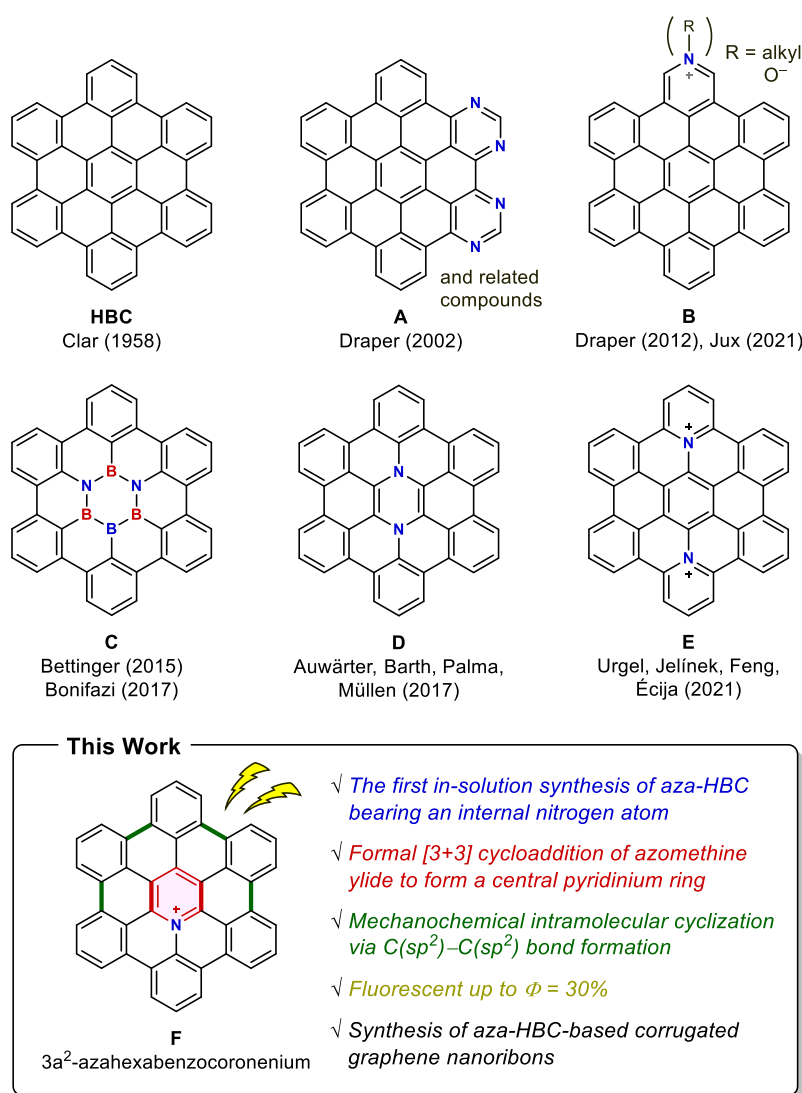 R
R = alkyl
O–
N
+
N
N
N
N
and related
compounds
HBC
Clar (1958)
A
Draper (2002)
B
Draper (2012), Jux (2021)
B
N
N
B
B
B
N
N
+
N
N
+
C
Bettinger (2015)
Bonifazi (2017)
D
Auwärter, Barth, Palma,
Müllen (2017)
E
Urgel, Jelínek, Feng,
Écija (2021)
This Work
+
N
F
3a²-azahexabenzocoronenium
√ The first in-solution synthesis of aza-HBC
bearing an internal nitrogen atom
√ Formal [3+3] cycloaddition of azomethine
ylide to form a central pyridinium ring
√ Mechanochemical intramolecular cyclization
via C(sp²)–C(sp²) bond formation
√ Fluorescent up to Φ = 30%
√ Synthesis of aza-HBC-based corrugated
graphene nanoribons